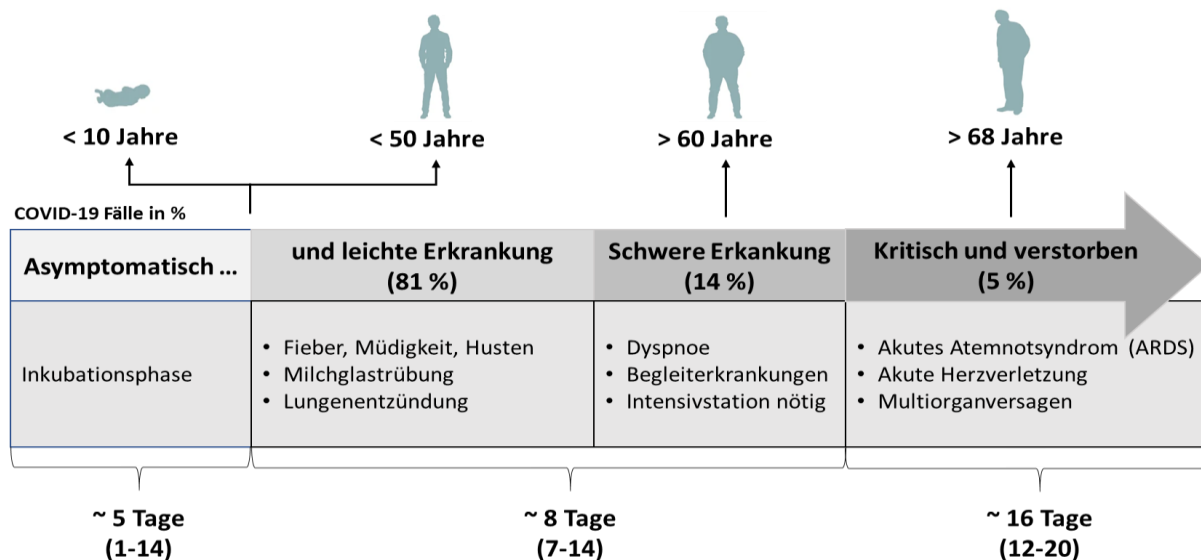 < 10 Jahre
< 50 Jahre
> 60 Jahre
> 68 Jahre
COVID-19 Fälle in %
Asymptomatisch ...
und leichte Erkrankung
(81 %)
Schwere Erkankung
(14 %)
Kritisch und verstorben
(5 %)
Inkubationsphase
• Fieber, Müdigkeit, Husten
• Milchglastrübung
• Lungenentzündung
• Dyspnoe
• Begleiterkrankungen
• Intensivstation nötig
• Akutes Atemnotsyndrom (ARDS)
• Akute Herzverletzung
• Multiorganversagen
~ 5 Tage
(1-14)
~ 8 Tage
(7-14)
~ 16 Tage
(12-20)